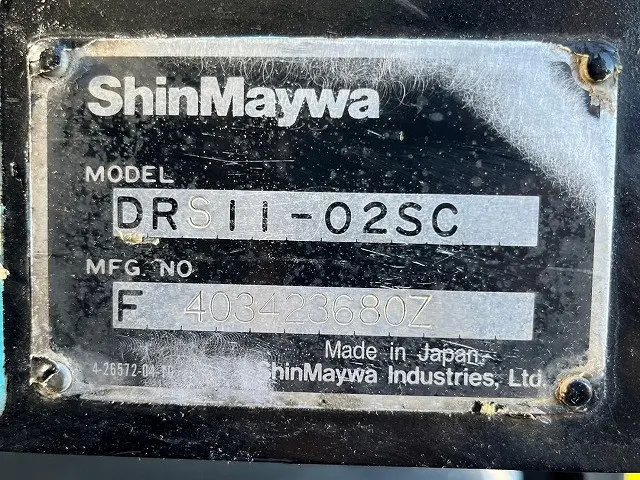 ShinMaywa
MODEL
DRS11-02SC
MFG. NO
F 403423680Z
Made in Japan.
ShinMaywa Industries, Ltd.